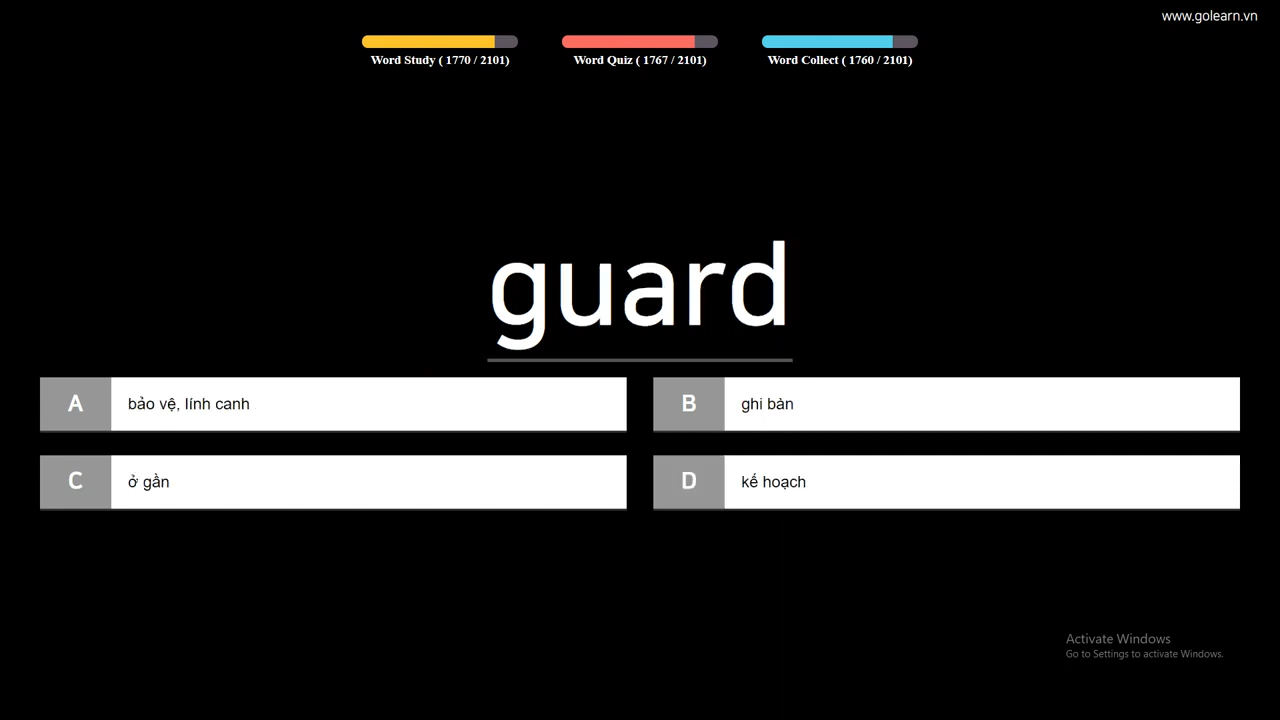 www.golearn.vn
Word Study ( 1770 / 2101)
Word Quiz ( 1767 / 2101)
Word Collect ( 1760 / 2101)
guard
A bảo vệ, lính canh
B ghi bàn
C ở gần
D kế hoạch
Activate Windows
Go to Settings to activate Windows.